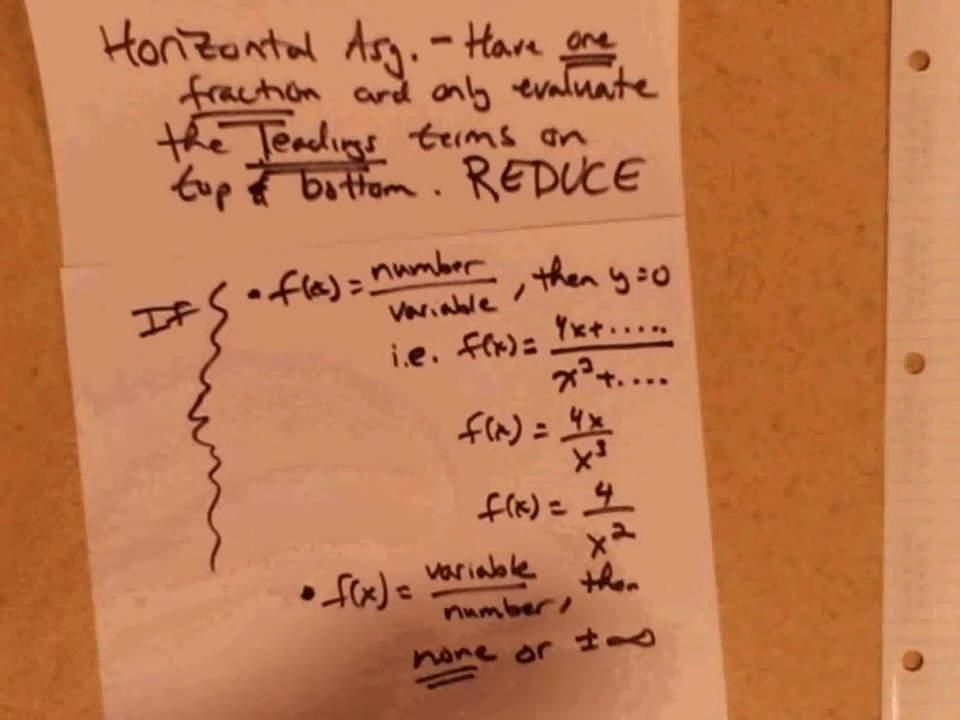 Horizontal Asy. - Have one
fraction and only evaluate
the leadings terms on
top & bottom. REDUCE
If { • f(x) = number/variable, then y=0
i.e. f(x) = 4x+...../x³+....
f(x) = 4x/x³
f(x) = 4/x²
• f(x) = variable/number, then
none or ±∞